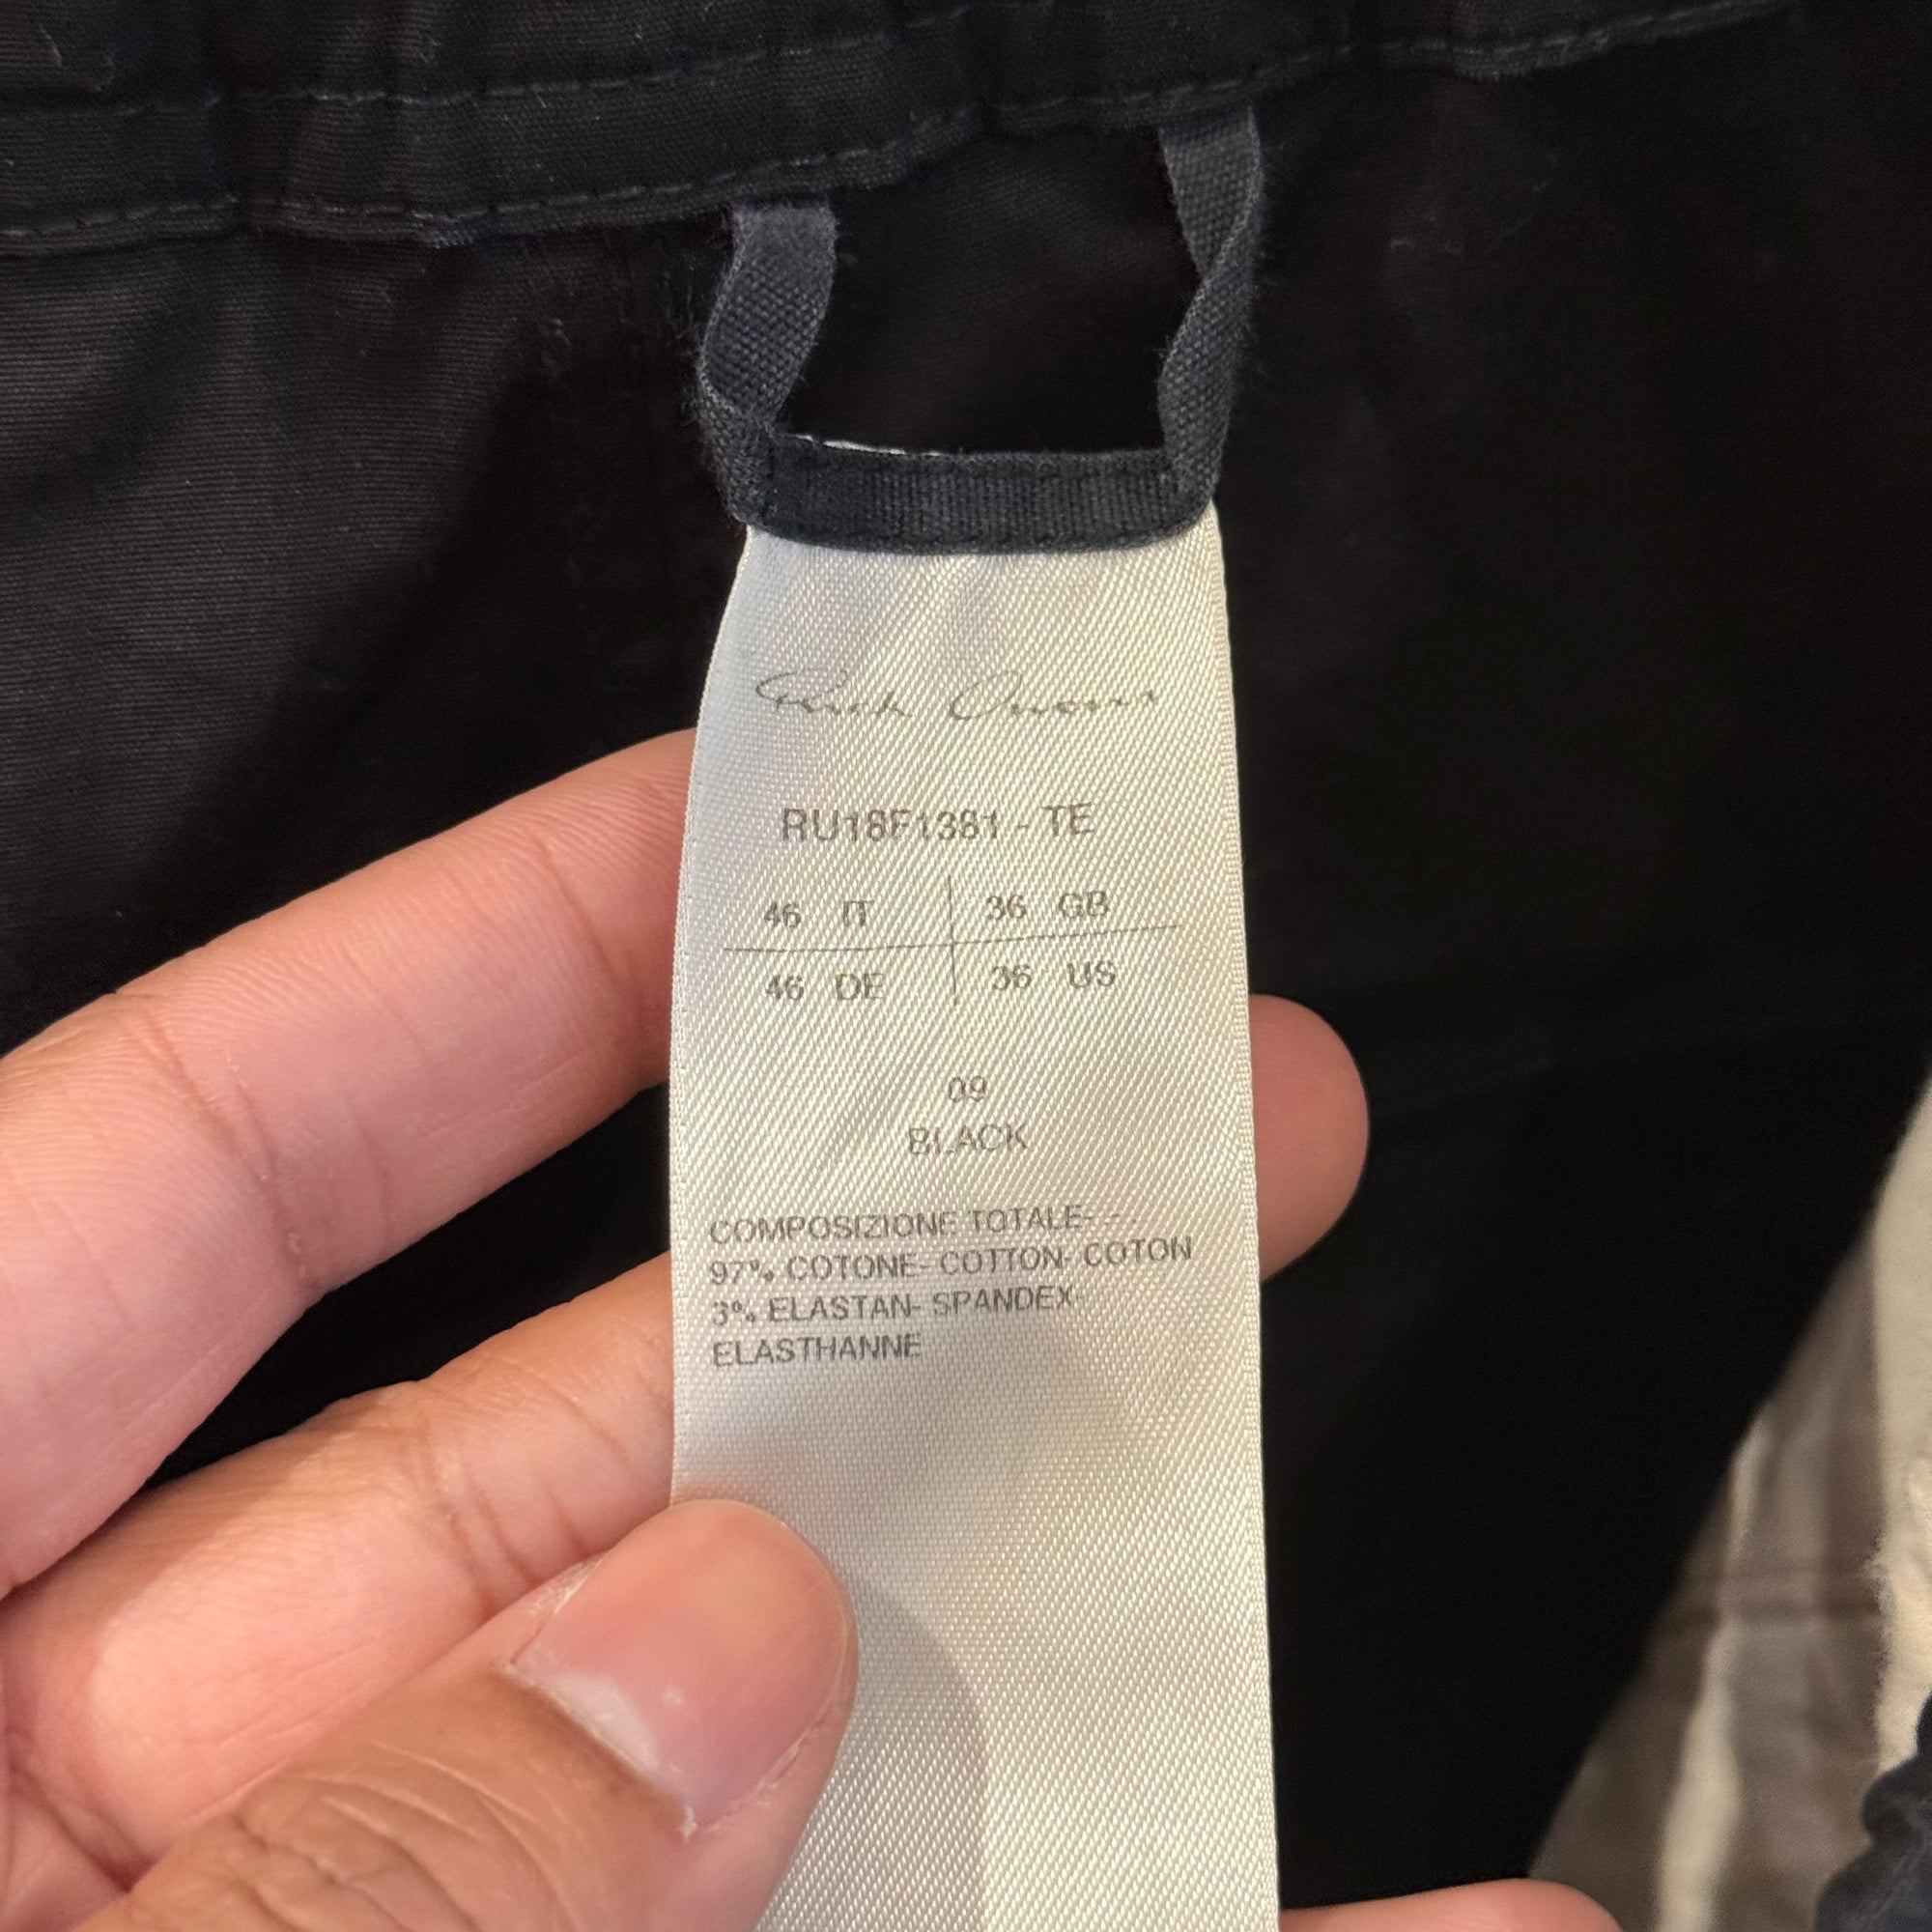 Rick Owens
RU18F1381 - TE
46 IT 36 GB
46 DE 36 US
09
BLACK
COMPOSIZIONE TOTALE- - -
97% COTONE- COTTON- COTON
3% ELASTAN- SPANDEX-
ELASTHANNE